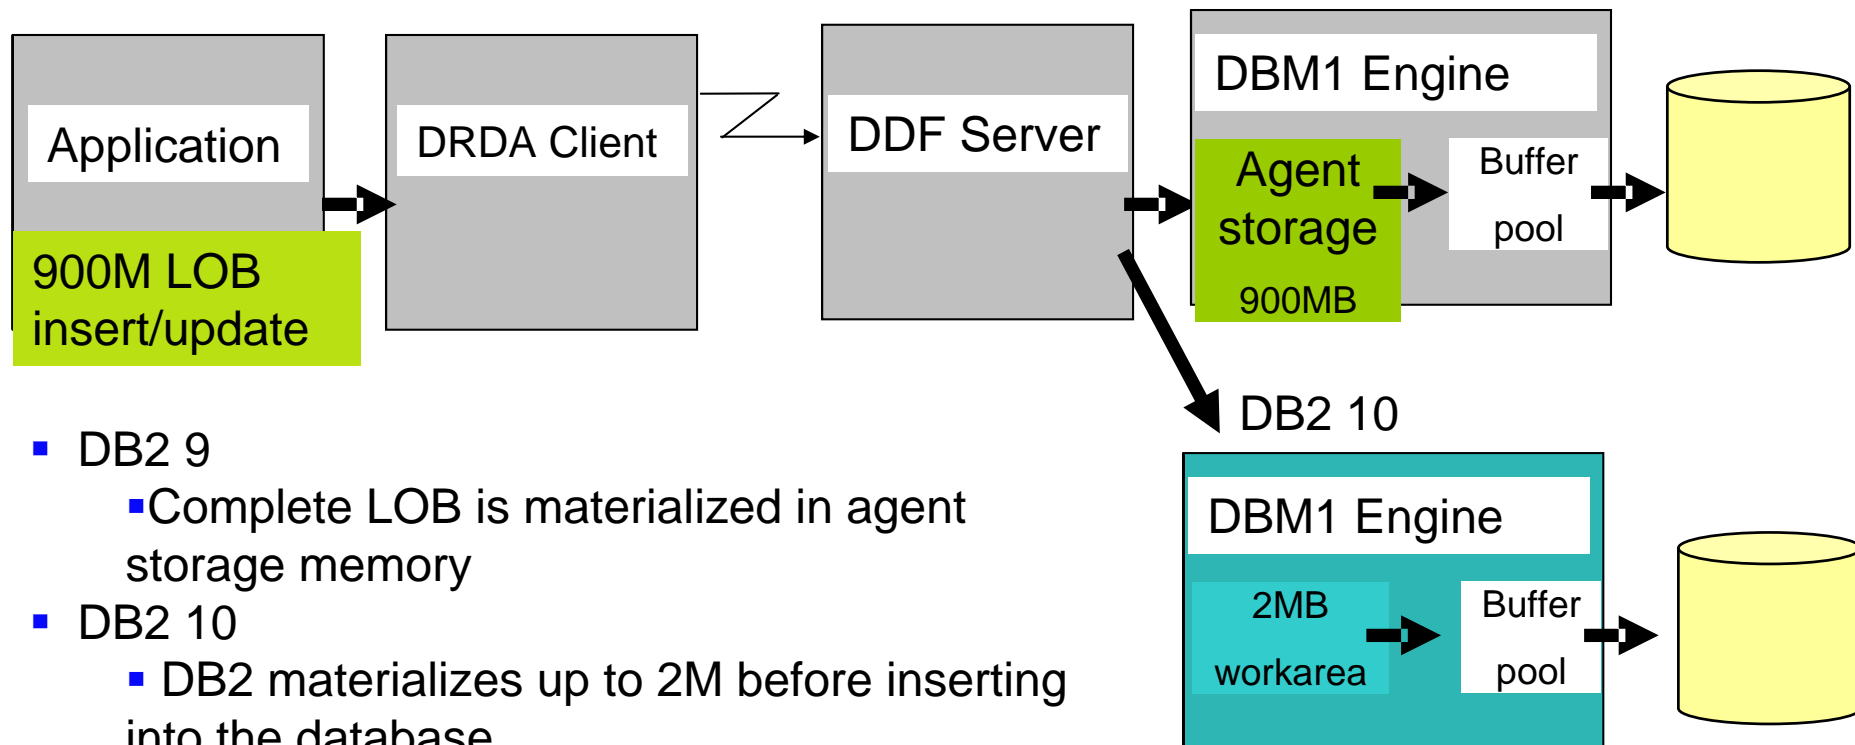 Application
900M LOB
insert/update
DRDA Client
DDF Server
DBM1 Engine
Agent
storage
900MB
Buffer
pool
DB2 10
DBM1 Engine
2MB
workarea
Buffer
pool
▪ DB2 9
▪Complete LOB is materialized in agent
storage memory
▪ DB2 10
▪ DB2 materializes up to 2M before inserting
into the database